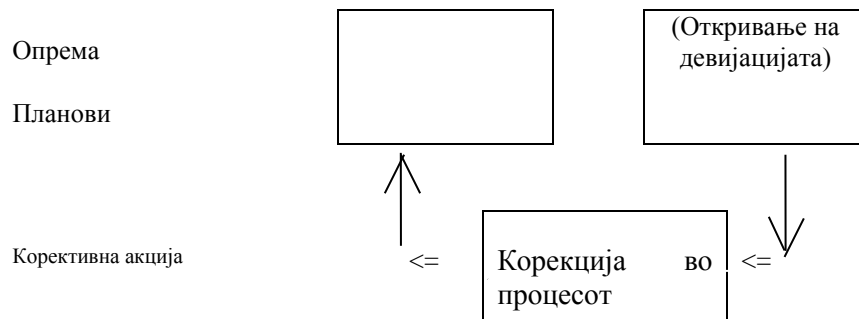 (Откривање на
девијацијата)
Опрема
Планови
Корективна акција <= Корекција во <=
процесот